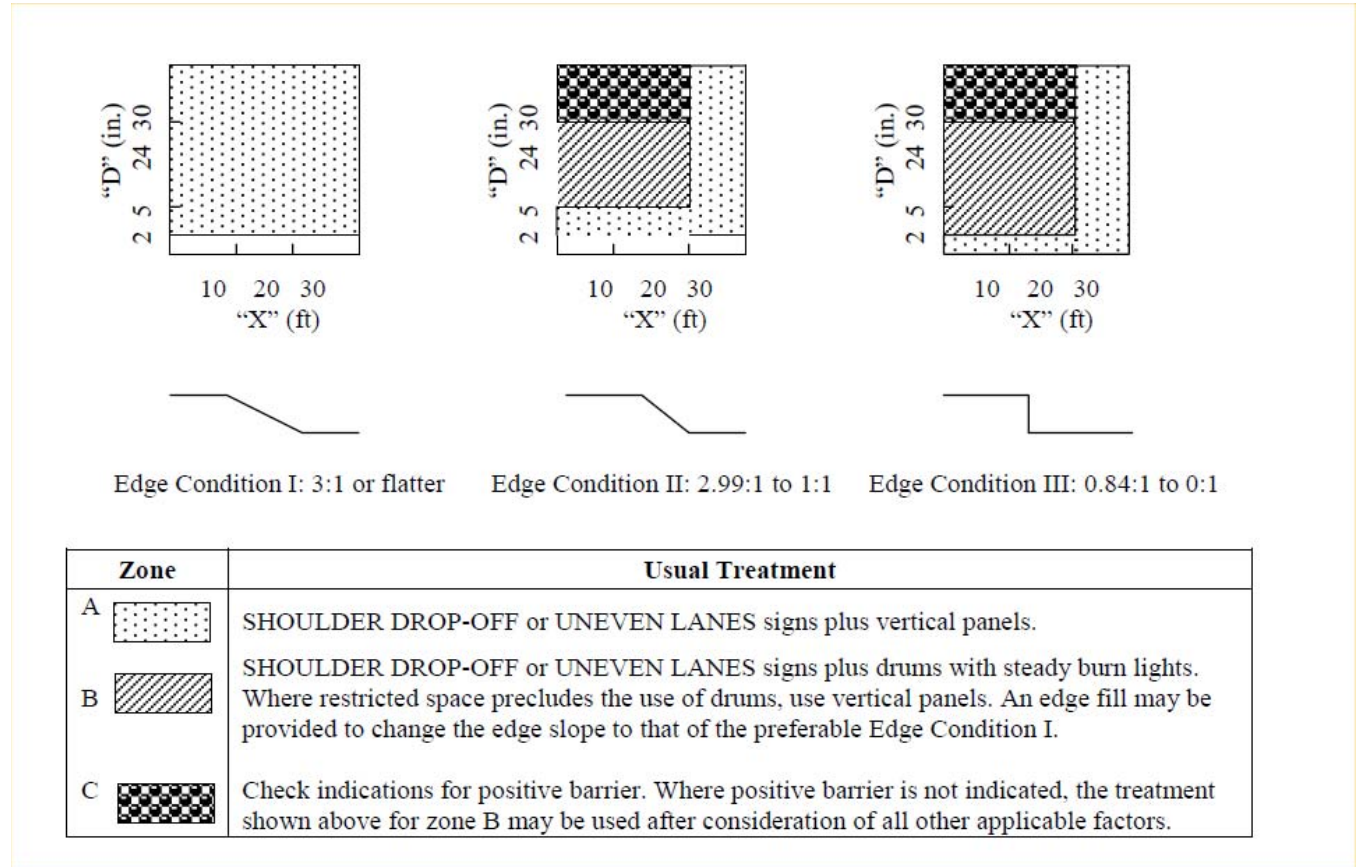 "D" (in.)
2 5 24 30
10 20 30
"X" (ft)
"D" (in.)
2 5 24 30
10 20 30
"X" (ft)
"D" (in.)
2 5 24 30
10 20 30
"X" (ft)
Edge Condition I: 3:1 or flatter
Edge Condition II: 2.99:1 to 1:1
Edge Condition III: 0.84:1 to 0:1
Zone
Usual Treatment
A
SHOULDER DROP-OFF or UNEVEN LANES signs plus vertical panels.
B
SHOULDER DROP-OFF or UNEVEN LANES signs plus drums with steady burn lights.
Where restricted space precludes the use of drums, use vertical panels. An edge fill may be
provided to change the edge slope to that of the preferable Edge Condition I.
C
Check indications for positive barrier. Where positive barrier is not indicated, the treatment
shown above for zone B may be used after consideration of all other applicable factors.